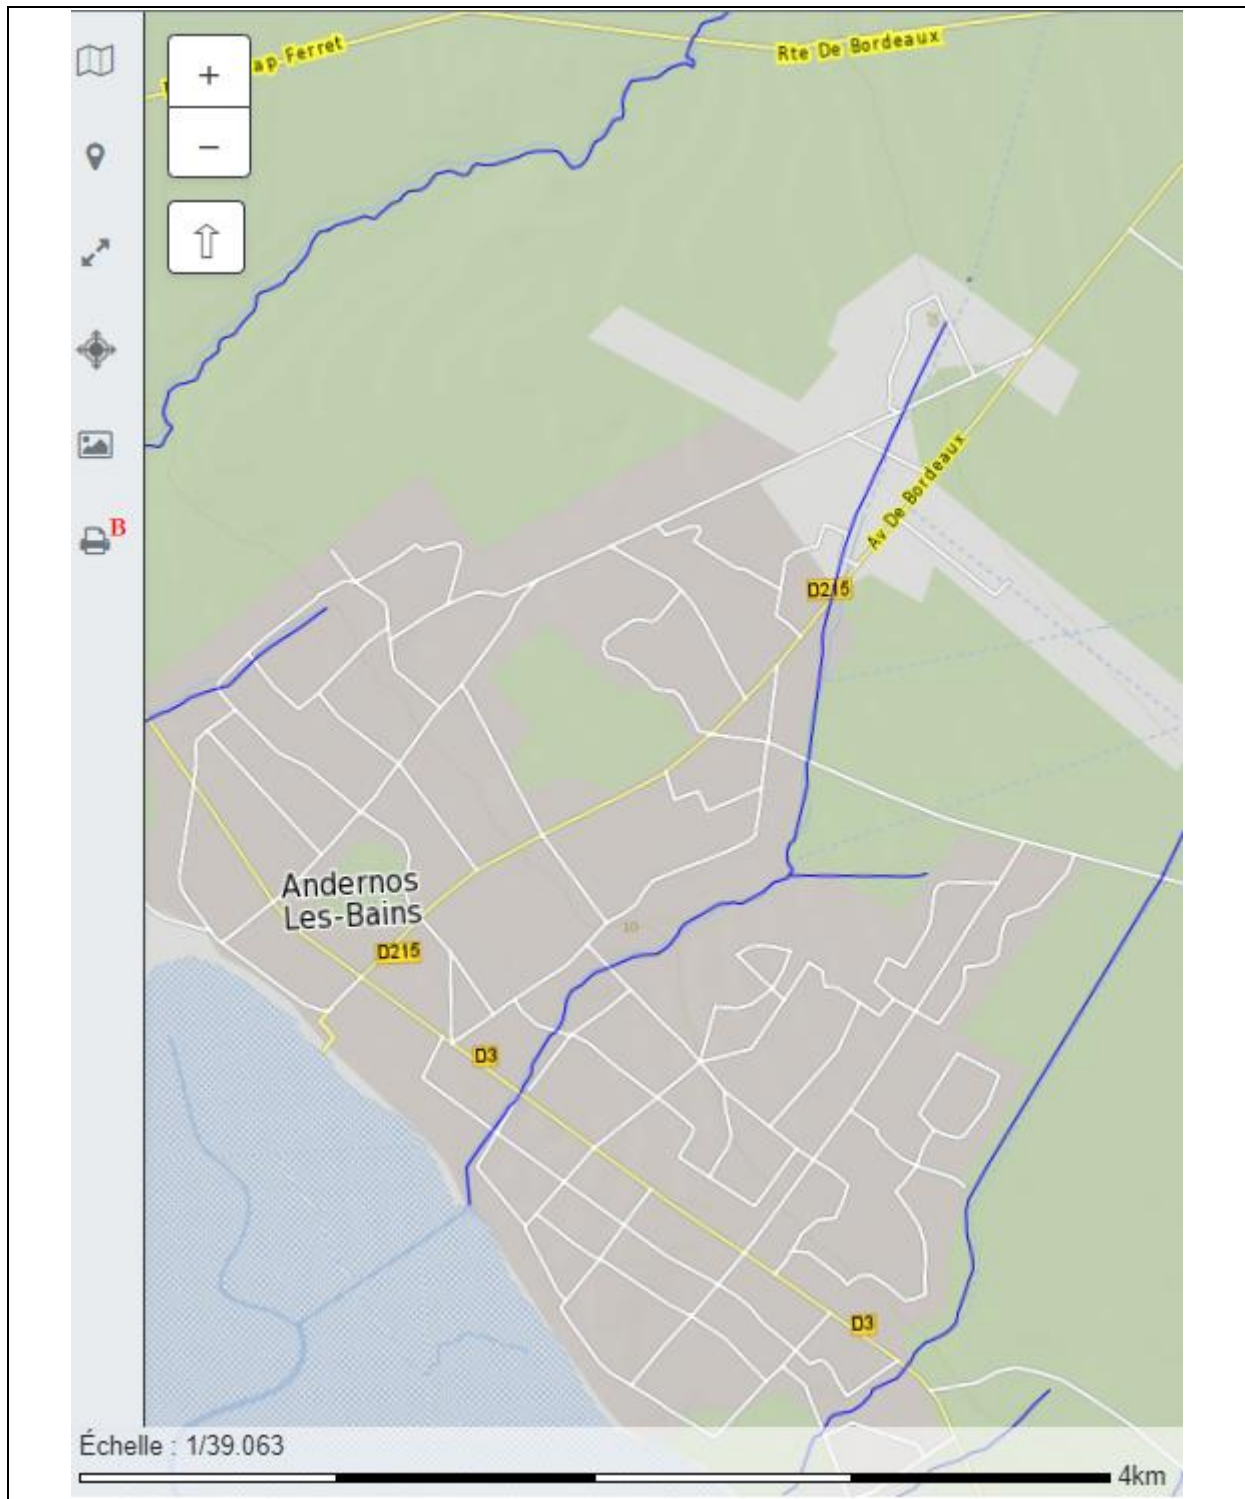 ap-Ferret
Rte De Bordeaux
+
−
B
Av De Bordeaux
D215
Andernos
Les-Bains
10
D215
D3
D3
Échelle : 1/39.063
4km